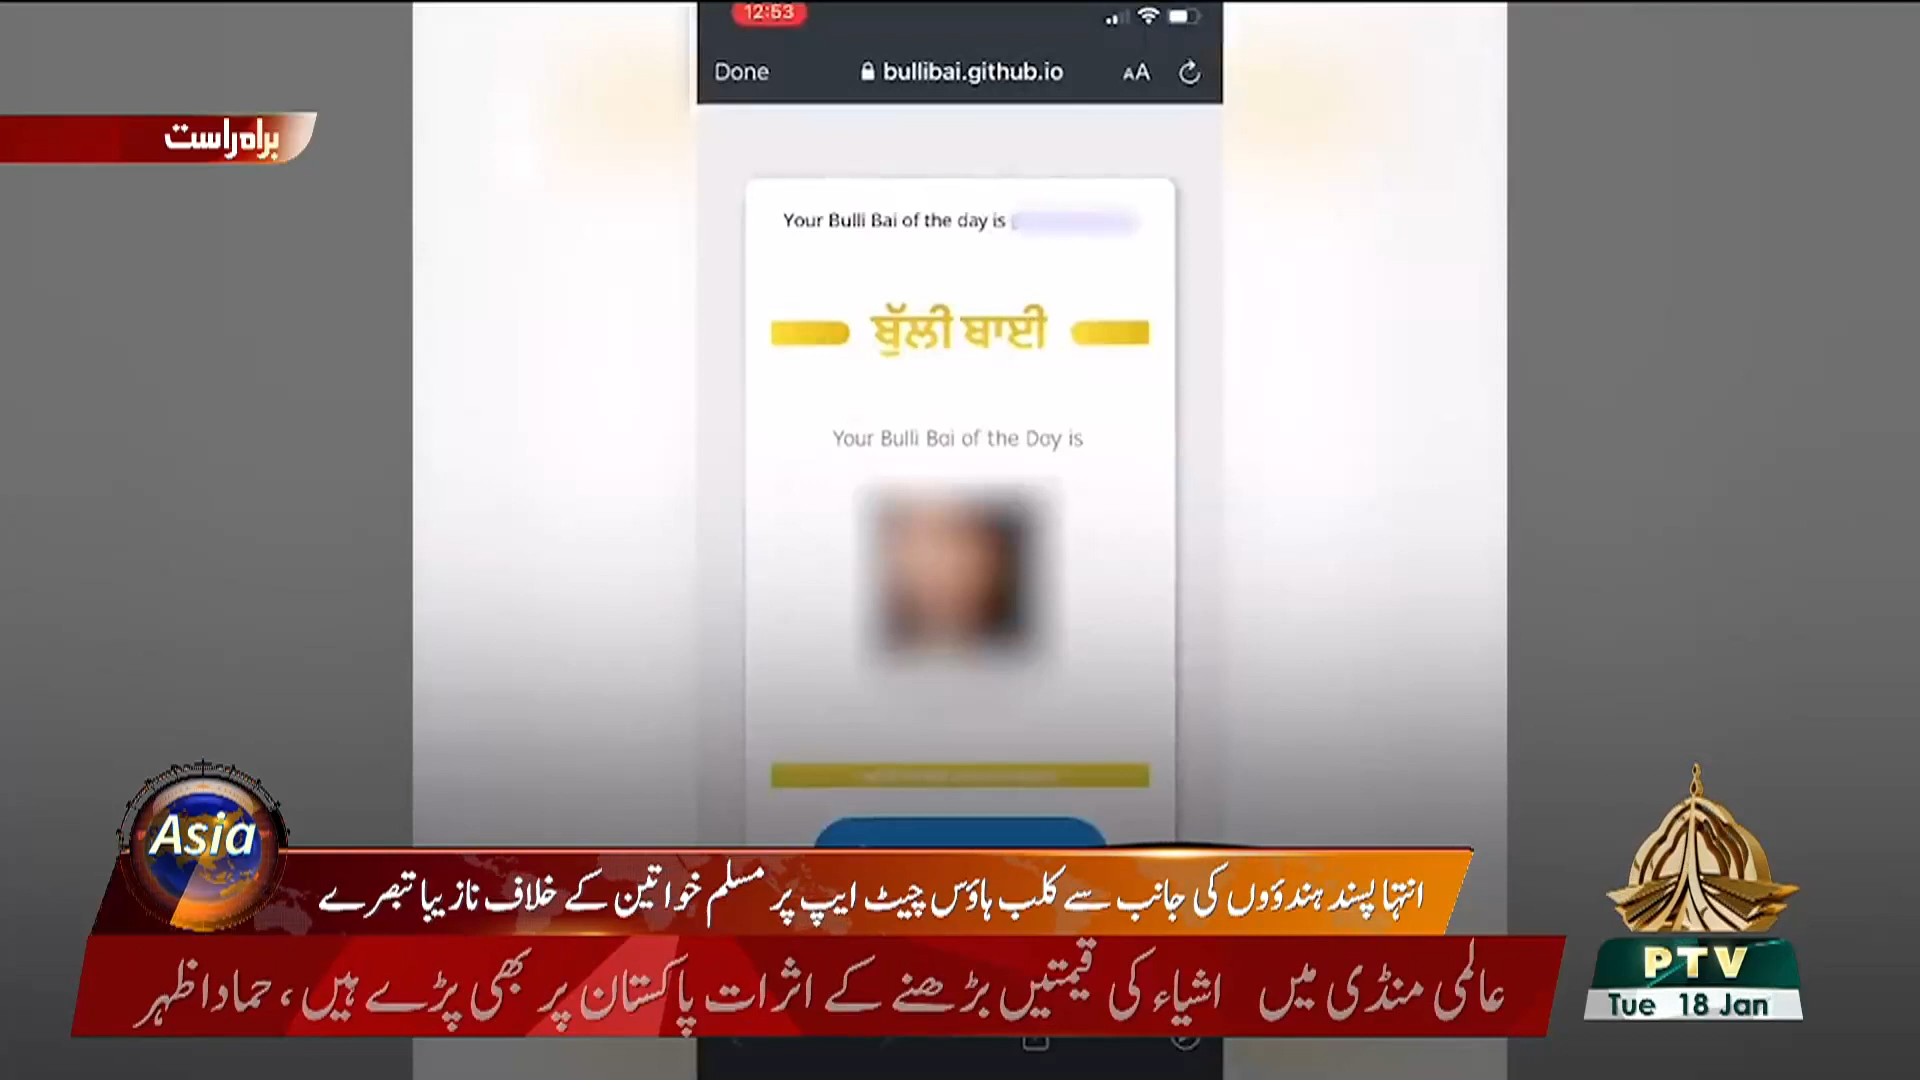 12:53
Done
bullibai.github.io
AA
براہ راست
Your Bulli Bai of the day is
ਬੁੱਲੀ ਬਾਈ
Your Bulli Bai of the Day is
Asia
انتہا پسند ہندوؤں کی جانب سے کلب ہاؤس چیٹ ایپ پر مسلم خواتین کے خلاف نازیبا تبصرے
عالمی منڈی میں اشیاء کی قیمتیں بڑھنے کے اثرات پاکستان پر بھی پڑے ہیں، حماد اظہر
PTV
Tue 18 Jan